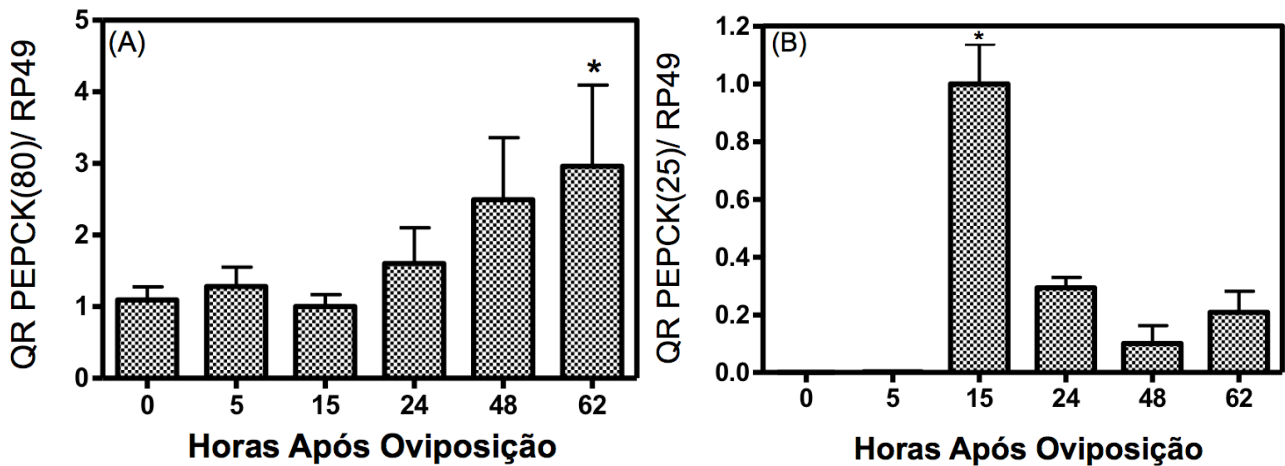 (A)
QR PEPCK(80)/ RP49
5
4
3
2
1
0
*
0 5 15 24 48 62
Horas Após Oviposição
(B)
QR PEPCK(25)/ RP49
1.2
1.0
0.8
0.6
0.4
0.2
0.0
*
0 5 15 24 48 62
Horas Após Oviposição